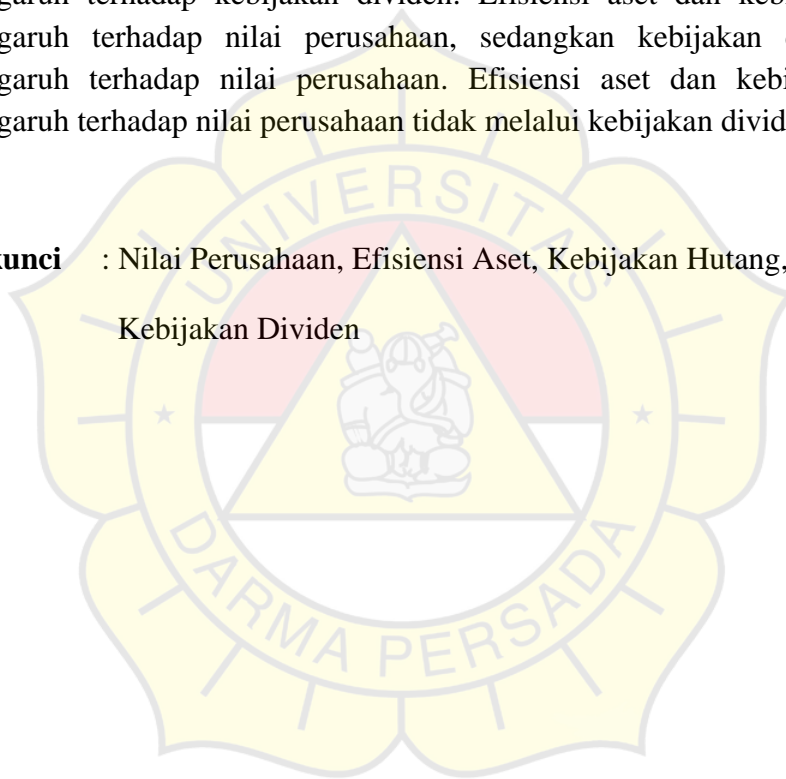 garuh terhadap kebijakan dividen. Efisiensi aset dan kebi
garuh terhadap nilai perusahaan, sedangkan kebijakan
garuh terhadap nilai perusahaan. Efisiensi aset dan kebi
garuh terhadap nilai perusahaan tidak melalui kebijakan divid
kunci : Nilai Perusahaan, Efisiensi Aset, Kebijakan Hutang,
Kebijakan Dividen
UNIVERSITAS
DARMA PERSADA